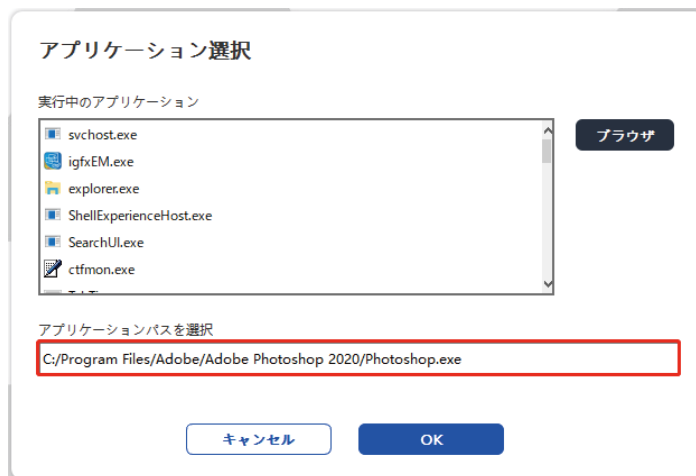 アプリケーション選択
実行中のアプリケーション
svchost.exe
ブラウザ
igfxEM.exe
explorer.exe
ShellExperienceHost.exe
SearchUI.exe
ctfmon.exe
アプリケーションパスを選択
C:/Program Files/Adobe/Adobe Photoshop 2020/Photoshop.exe
キャンセル
OK